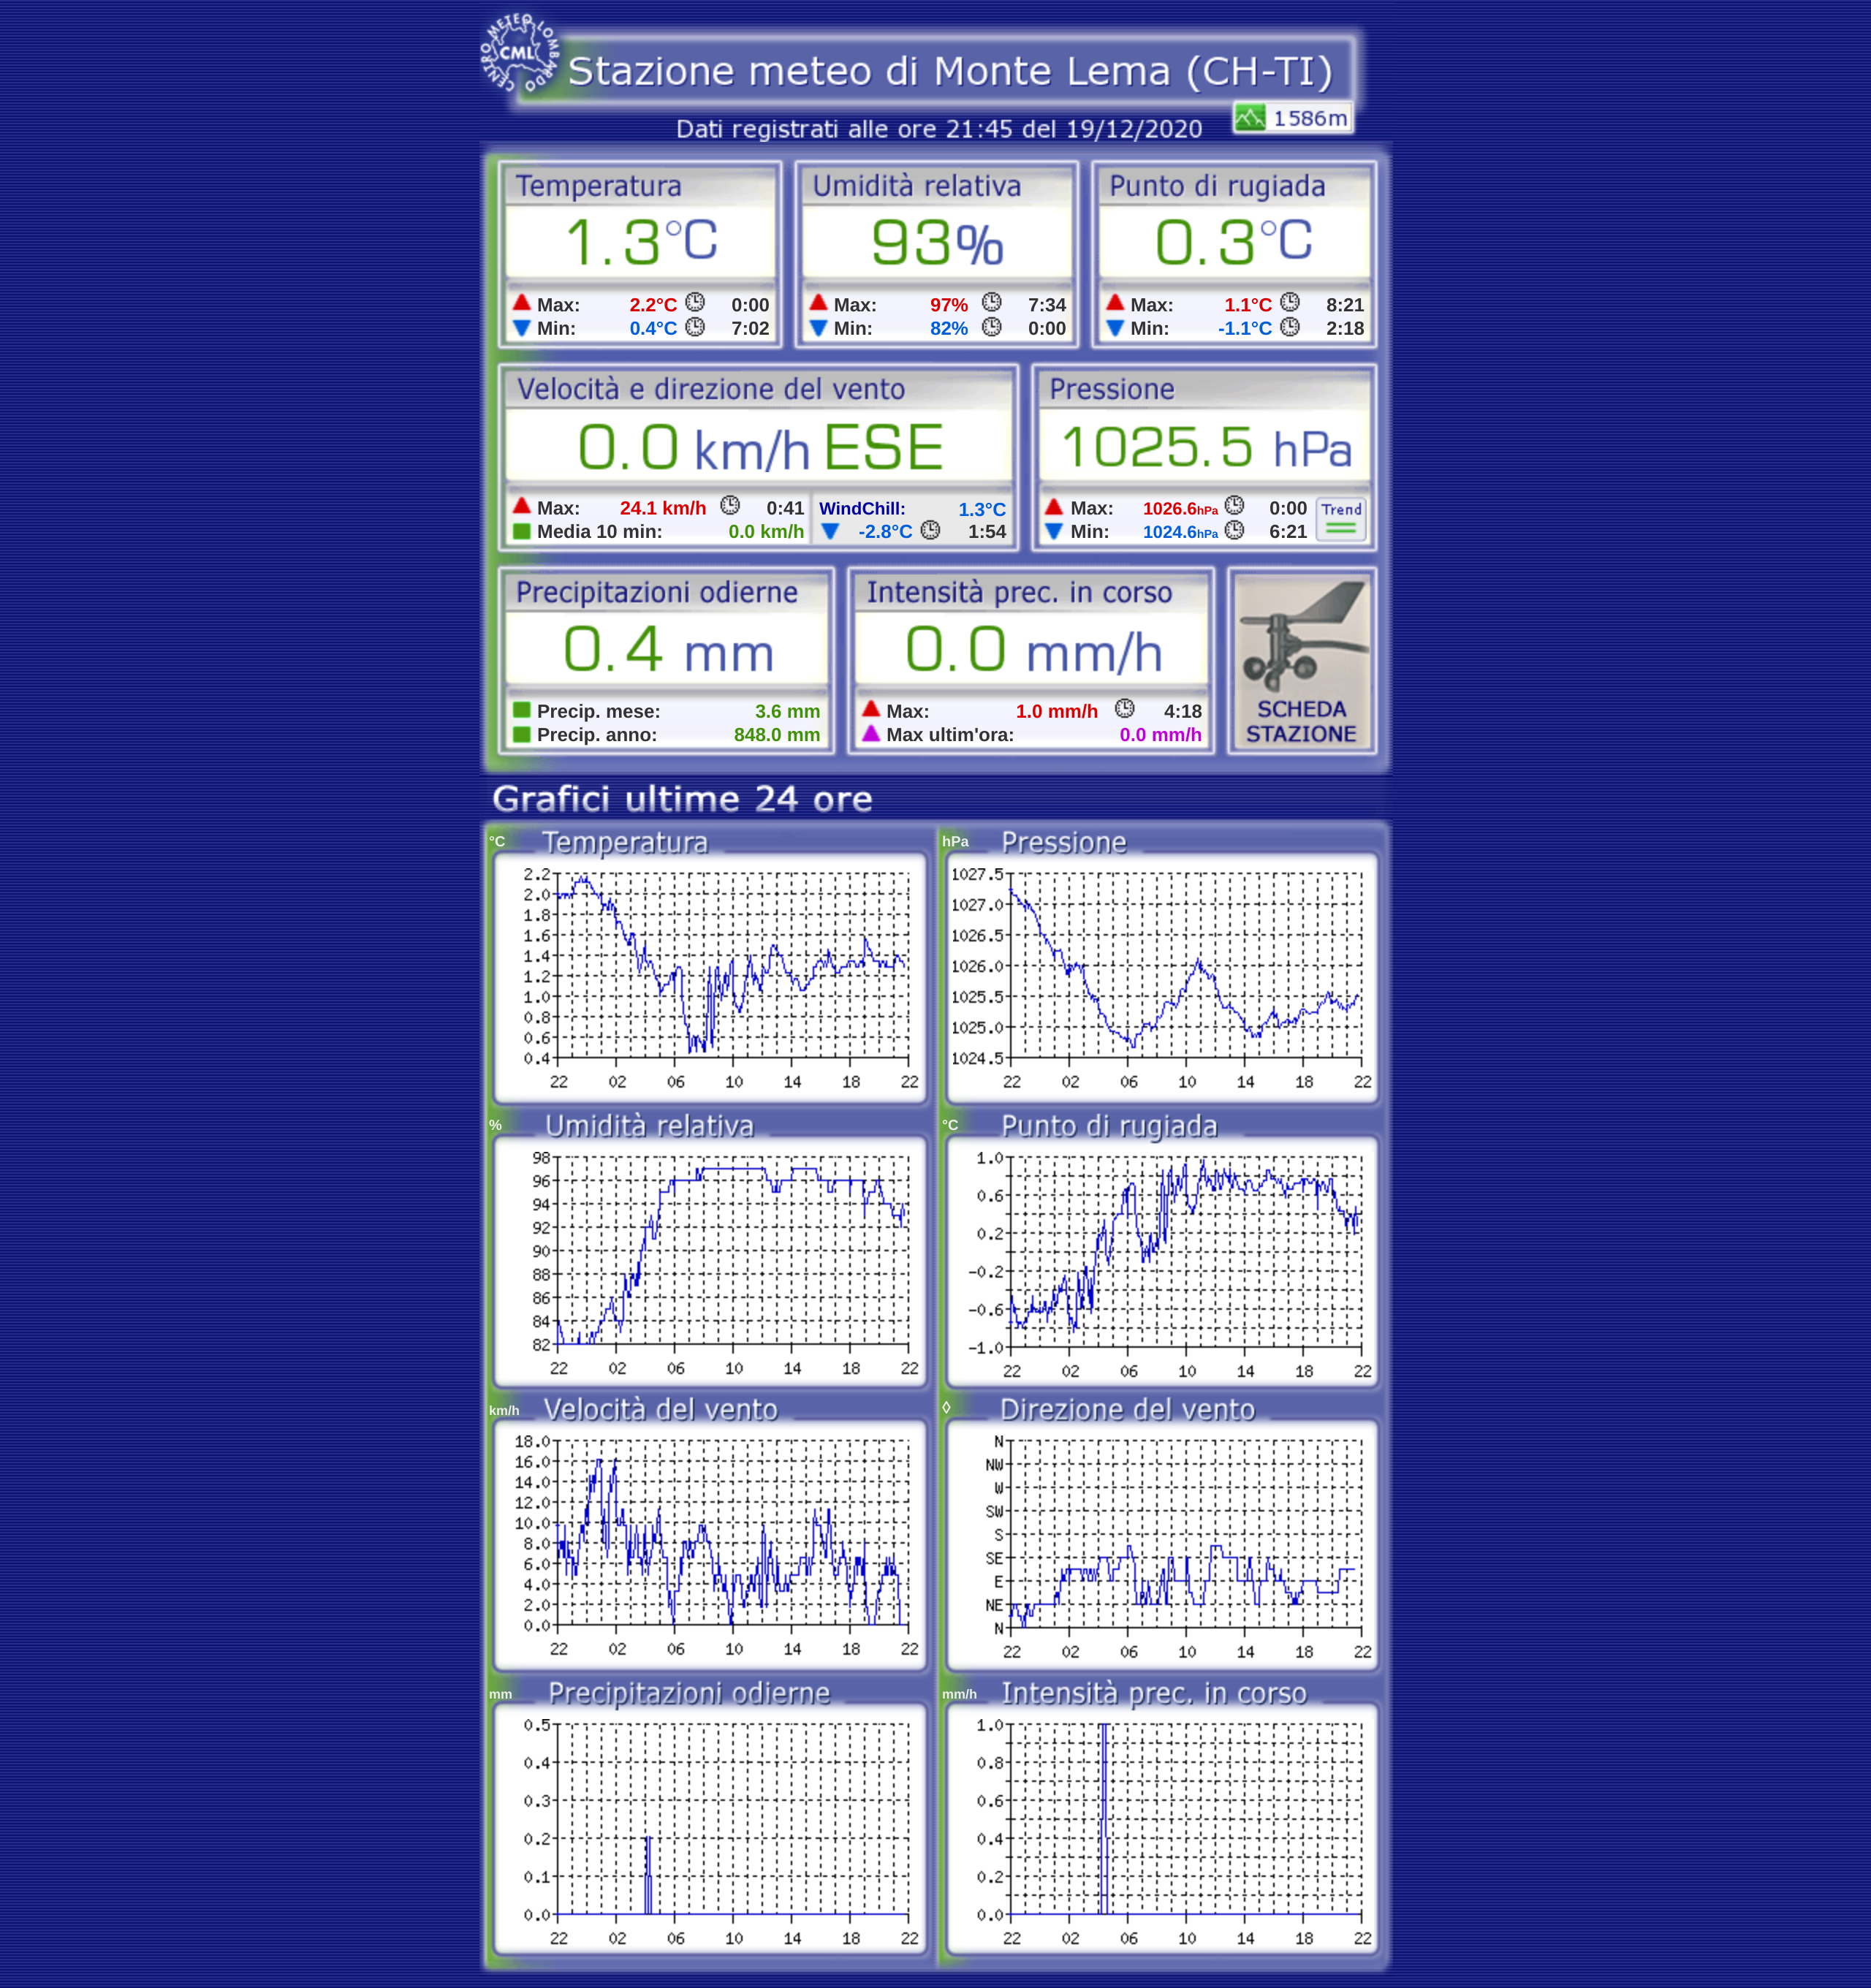 CENTRO METEO LOMBARDO
CML
Stazione meteo di Monte Lema (CH-TI)
1586m
Dati registrati alle ore 21:45 del 19/12/2020
Temperatura Umidità relativa Punto di rugiada
1.3°C 93% 0.3°C
Max: 2.2°C 0:00 Max: 97% 7:34 Max: 1.1°C 8:21
Min: 0.4°C 7:02 Min: 82% 0:00 Min: -1.1°C 2:18
Velocità e direzione del vento Pressione
0.0 km/h ESE 1025.5 hPa
Max: 24.1 km/h 0:41 WindChill: 1.3°C Max: 1026.6hPa 0:00 Trend
Media 10 min: 0.0 km/h -2.8°C 1:54 Min: 1024.6hPa 6:21
Precipitazioni odierne Intensità prec. in corso
0.4 mm 0.0 mm/h
Precip. mese: 3.6 mm Max: 1.0 mm/h 4:18 SCHEDA
Precip. anno: 848.0 mm Max ultim'ora: 0.0 mm/h STAZIONE
Grafici ultime 24 ore
°C Temperatura
2.2
2.0
1.8
1.6
1.4
1.2
1.0
0.8
0.6
0.4
22 02 06 10 14 18 22
hPa Pressione
1027.5
1027.0
1026.5
1026.0
1025.5
1025.0
1024.5
22 02 06 10 14 18 22
% Umidità relativa
98
96
94
92
90
88
86
84
82
22 02 06 10 14 18 22
°C Punto di rugiada
1.0
0.6
0.2
-0.2
-0.6
-1.0
22 02 06 10 14 18 22
km/h Velocità del vento
18.0
16.0
14.0
12.0
10.0
8.0
6.0
4.0
2.0
0.0
22 02 06 10 14 18 22
◊ Direzione del vento
N
NW
W
SW
S
SE
E
NE
N
22 02 06 10 14 18 22
mm Precipitazioni odierne
0.5
0.4
0.3
0.2
0.1
0.0
22 02 06 10 14 18 22
mm/h Intensità prec. in corso
1.0
0.8
0.6
0.4
0.2
0.0
22 02 06 10 14 18 22